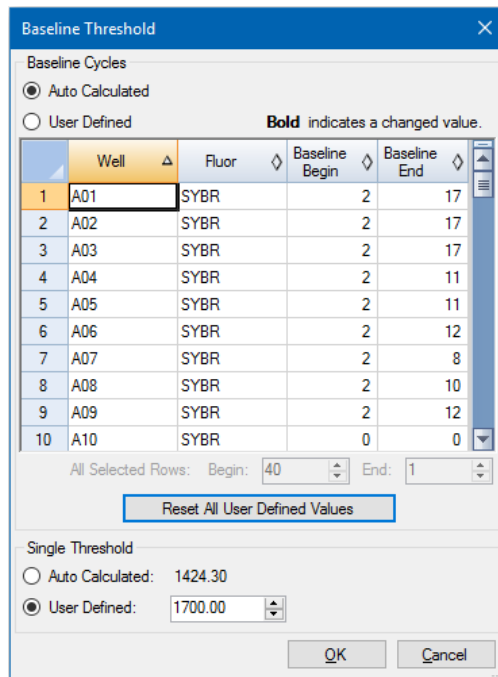 Baseline Threshold
Baseline Cycles
Auto Calculated
User Defined Bold indicates a changed value.
Well Fluor Baseline Begin Baseline End
1 A01 SYBR 2 17
2 A02 SYBR 2 17
3 A03 SYBR 2 17
4 A04 SYBR 2 11
5 A05 SYBR 2 11
6 A06 SYBR 2 12
7 A07 SYBR 2 8
8 A08 SYBR 2 10
9 A09 SYBR 2 12
10 A10 SYBR 0 0
All Selected Rows: Begin: 40 End: 1
Reset All User Defined Values
Single Threshold
Auto Calculated: 1424.30
User Defined: 1700.00
OK Cancel